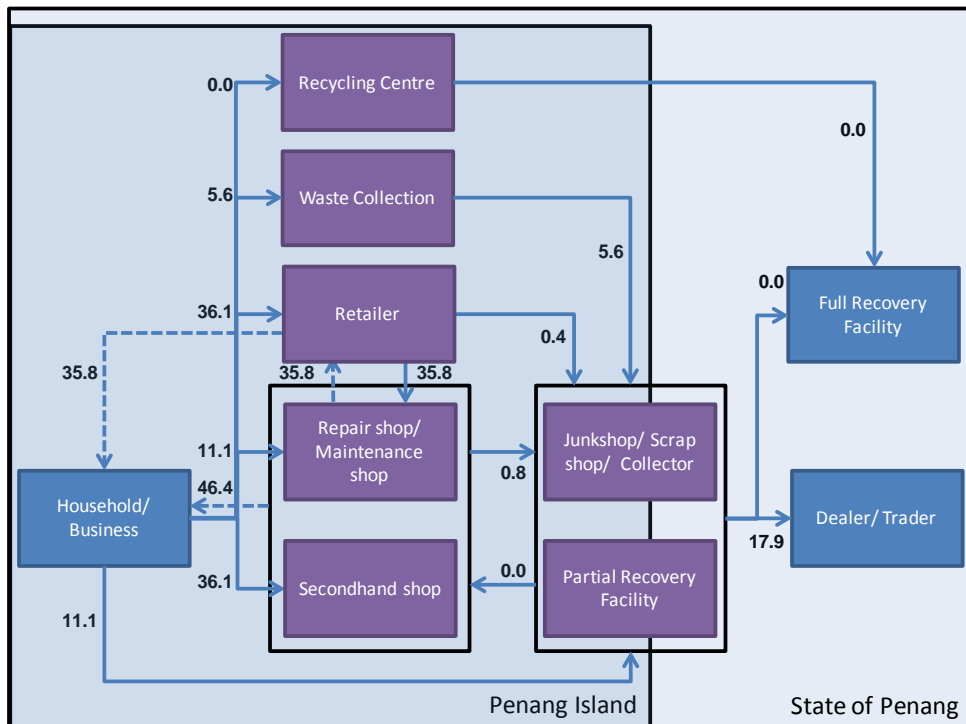 Recycling Centre
0.0
0.0
Waste Collection
5.6
5.6
0.0
Full Recovery
Facility
Retailer
36.1
0.4
35.8
35.8
35.8
Repair shop/
Maintenance
shop
11.1
0.8
Junkshop/ Scrap
shop/ Collector
46.4
Household/
Business
Dealer/ Trader
17.9
Secondhand shop
36.1
0.0
Partial Recovery
Facility
11.1
Penang Island
State of Penang